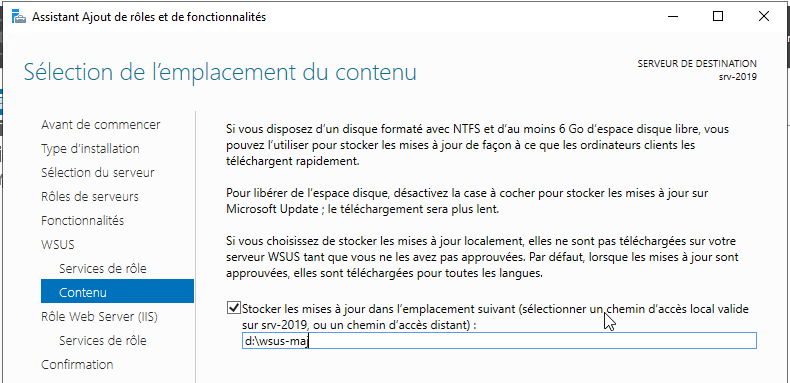 Assistant Ajout de rôles et de fonctionnalités
Sélection de l'emplacement du contenu
SERVEUR DE DESTINATION
srv-2019
Avant de commencer
Type d'installation
Sélection du serveur
Rôles de serveurs
Fonctionnalités
WSUS
Services de rôle
Contenu
Rôle Web Server (IIS)
Services de rôle
Confirmation
Si vous disposez d'un disque formaté avec NTFS et d'au moins 6 Go d'espace disque libre, vous
pouvez l'utiliser pour stocker les mises à jour de façon à ce que les ordinateurs clients les
téléchargent rapidement.
Pour libérer de l'espace disque, désactivez la case à cocher pour stocker les mises à jour sur
Microsoft Update ; le téléchargement sera plus lent.
Si vous choisissez de stocker les mises à jour localement, elles ne sont pas téléchargées sur votre
serveur WSUS tant que vous ne les avez pas approuvées. Par défaut, lorsque les mises à jour sont
approuvées, elles sont téléchargées pour toutes les langues.
Stocker les mises à jour dans l'emplacement suivant (sélectionner un chemin d'accès local valide
sur srv-2019, ou un chemin d'accès distant) :
d:\wsus-maj